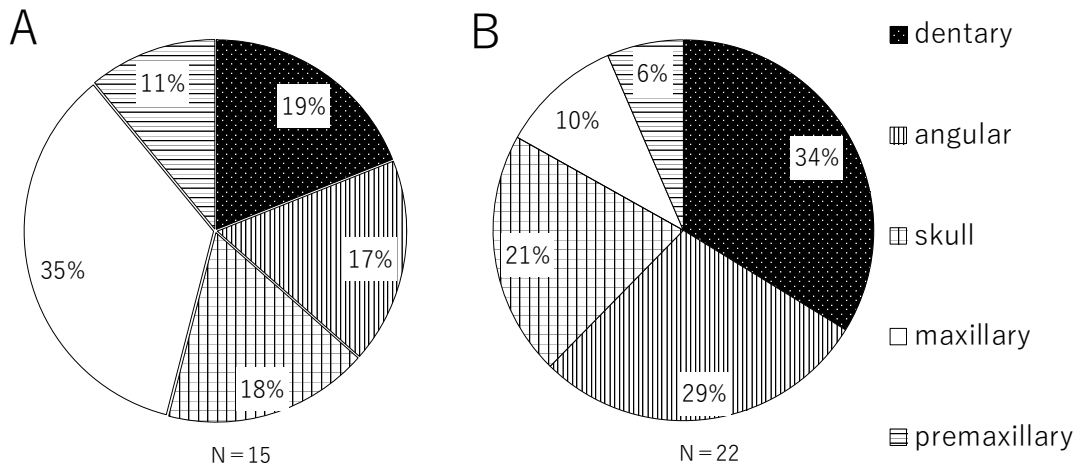 A
11%
19%
35%
17%
18%
N=15
B
6%
10%
34%
21%
29%
N=22
dentary
angular
skull
maxillary
premaxillary